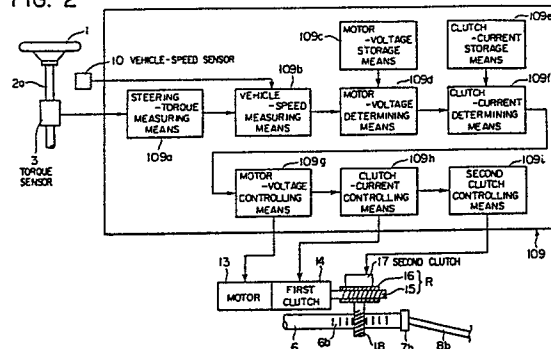 FIG. 2
1
2a
3 TORQUE
SENSOR
10 VEHICLE-SPEED SENSOR
109c
MOTOR
-VOLTAGE
STORAGE
MEANS
109e
CLUTCH
-CURRENT
STORAGE
MEANS
STEERING
-TORQUE
MEASURING
MEANS
109a
109b
VEHICLE
-SPEED
MEASURING
MEANS
109d
MOTOR
-VOLTAGE
DETERMINING
MEANS
109f
CLUTCH
-CURRENT
DETERMINING
MEANS
109g
MOTOR
-VOLTAGE
CONTROLLING
MEANS
109h
CLUTCH
-CURRENT
CONTROLLING
MEANS
109i
SECOND
CLUTCH
CONTROLLING
MEANS
109
13
MOTOR
14
FIRST
CLUTCH
17 SECOND CLUTCH
16
15
R
6
6b
18
7b
8b